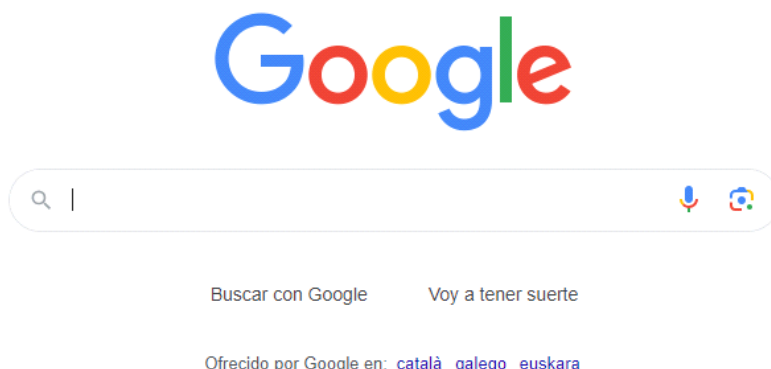 Google
Buscar con Google Voy a tener suerte
Ofrecido por Google en: català galego euskara